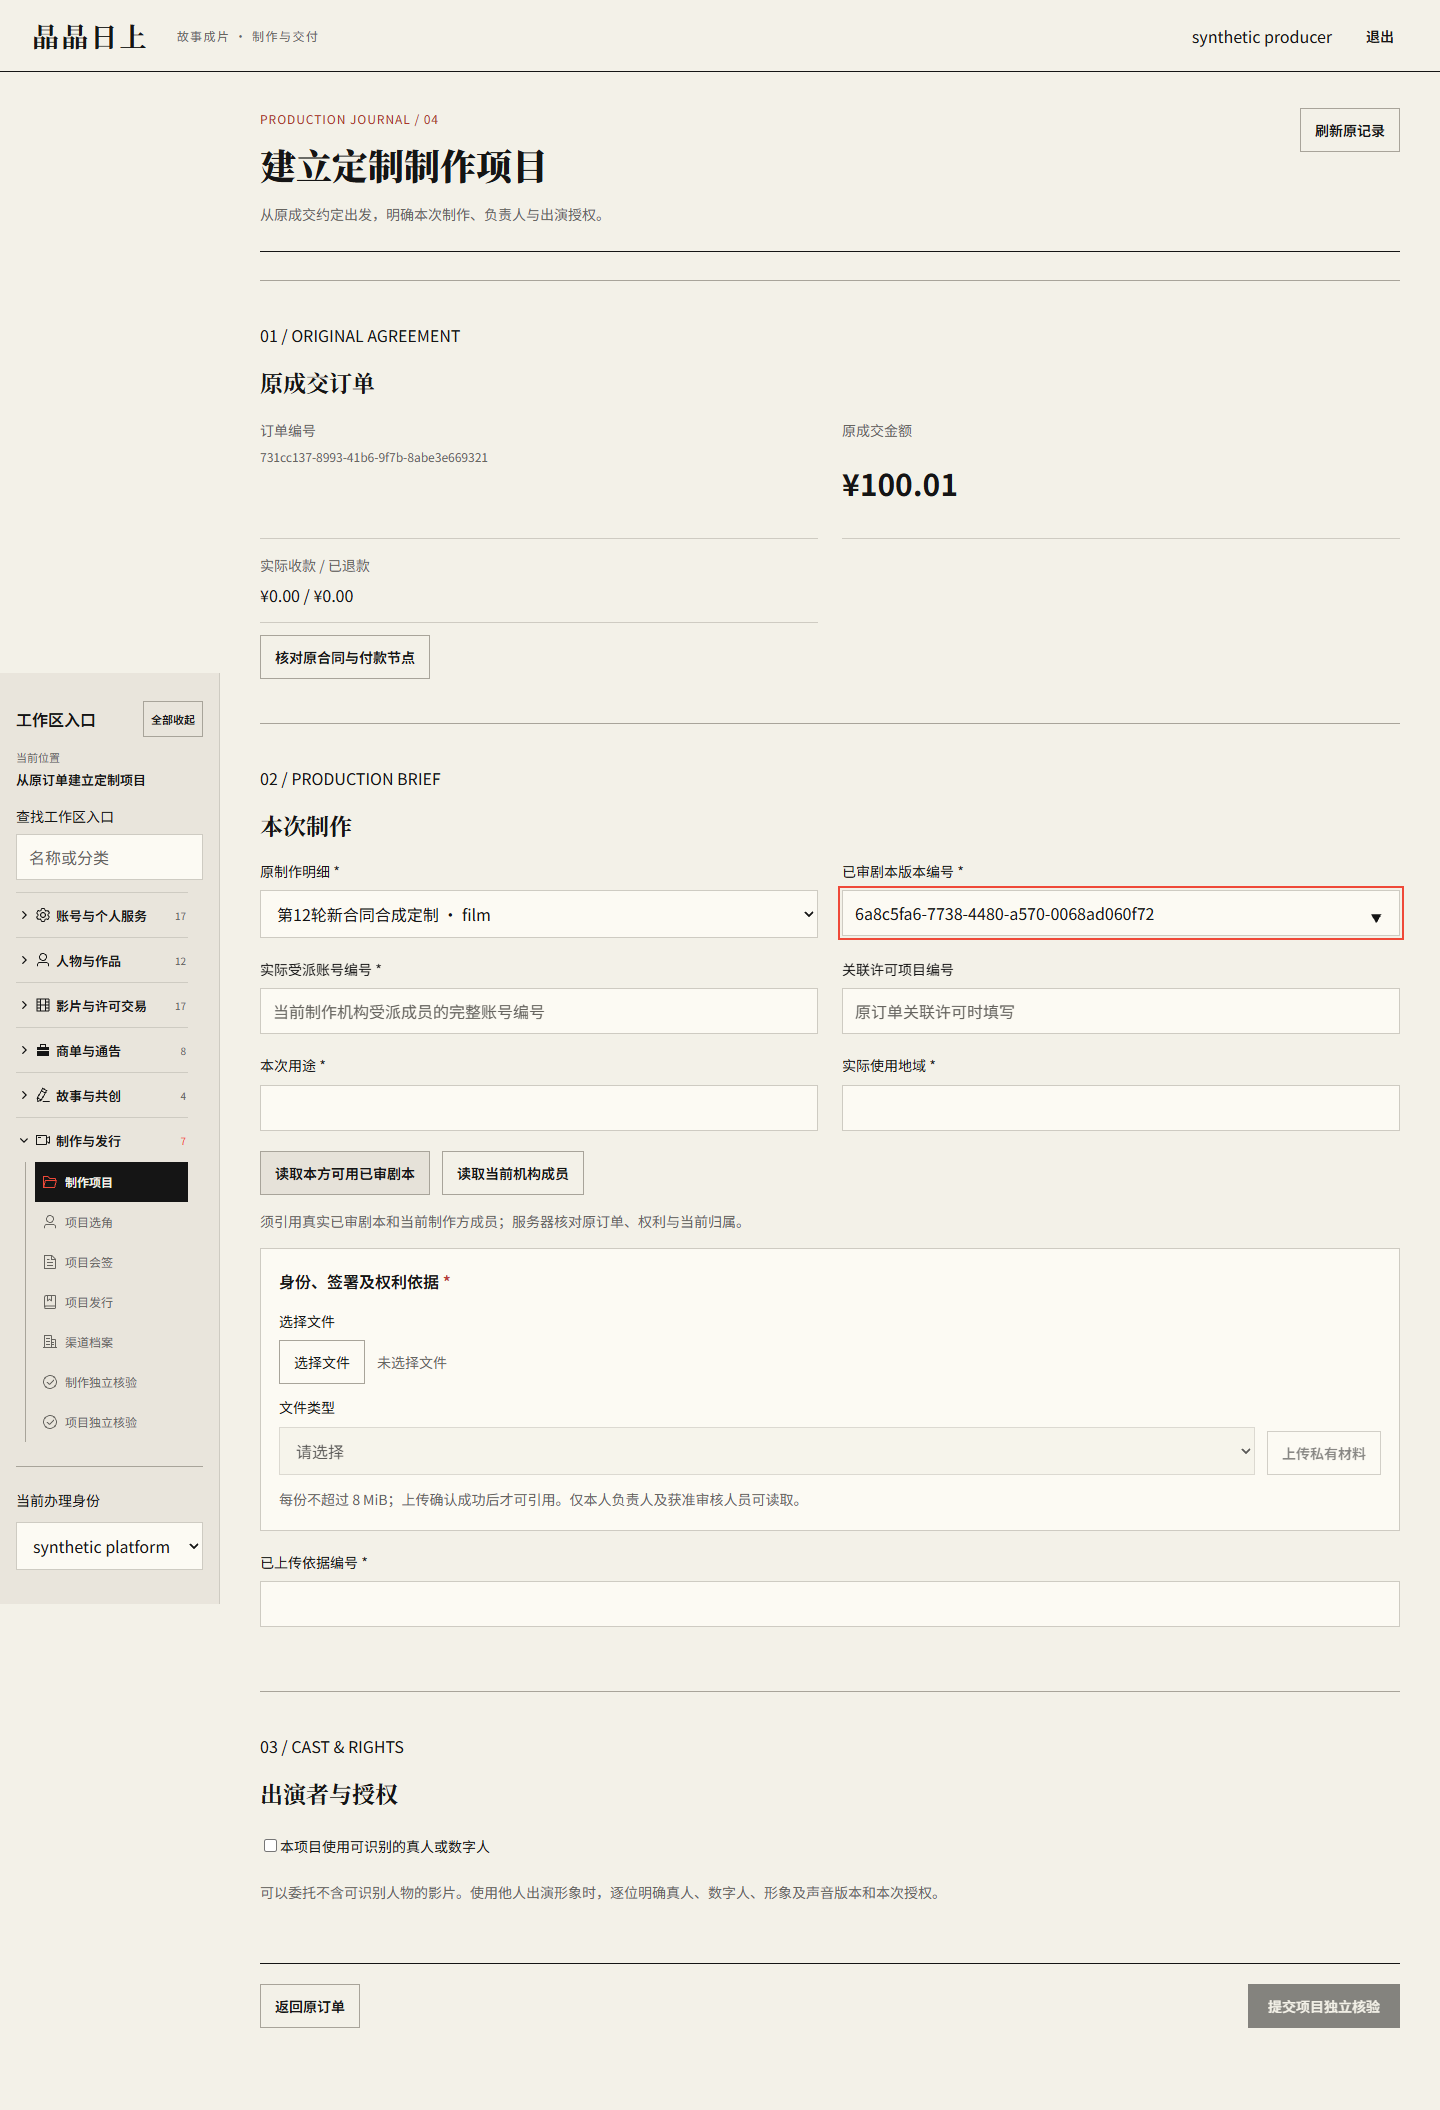 晶晶日上
故事成片 · 制作与交付
synthetic producer
退出
PRODUCTION JOURNAL / 04
建立定制制作项目
从原成交约定出发，明确本次制作、负责人与出演授权。
刷新原记录
01 / ORIGINAL AGREEMENT
原成交订单
订单编号
731cc137-8993-41b6-9f7b-8abe3e669321
原成交金额
¥100.01
实际收款 / 已退款
¥0.00 / ¥0.00
核对原合同与付款节点
工作区入口
全部收起
当前位置
从原订单建立定制项目
查找工作区入口
名称或分类
账号与个人服务 17
人物与作品 12
影片与许可交易 17
商单与通告 8
故事与共创 4
制作与发行 7
制作项目
项目选角
项目会签
项目发行
渠道档案
制作独立核验
项目独立核验
当前办理身份
synthetic platform
02 / PRODUCTION BRIEF
本次制作
原制作明细 *
第12轮新合同合成定制 · film
已审剧本版本编号 *
6a8c5fa6-7738-4480-a570-0068ad060f72
实际受派账号编号 *
当前制作机构受派成员的完整账号编号
关联许可项目编号
原订单关联许可时填写
本次用途 *
实际使用地域 *
读取本方可用已审剧本
读取当前机构成员
须引用真实已审剧本和当前制作方成员；服务器核对原订单、权利与当前归属。
身份、签署及权利依据 *
选择文件
选择文件
未选择文件
文件类型
请选择
上传私有材料
每份不超过 8 MiB；上传确认成功后才可引用。仅本人负责人及获准审核人员可读取。
已上传依据编号 *
03 / CAST & RIGHTS
出演者与授权
本项目使用可识别的真人或数字人
可以委托不含可识别人物的影片。使用他人出演形象时，逐位明确真人、数字人、形象及声音版本和本次授权。
返回原订单
提交项目独立核验